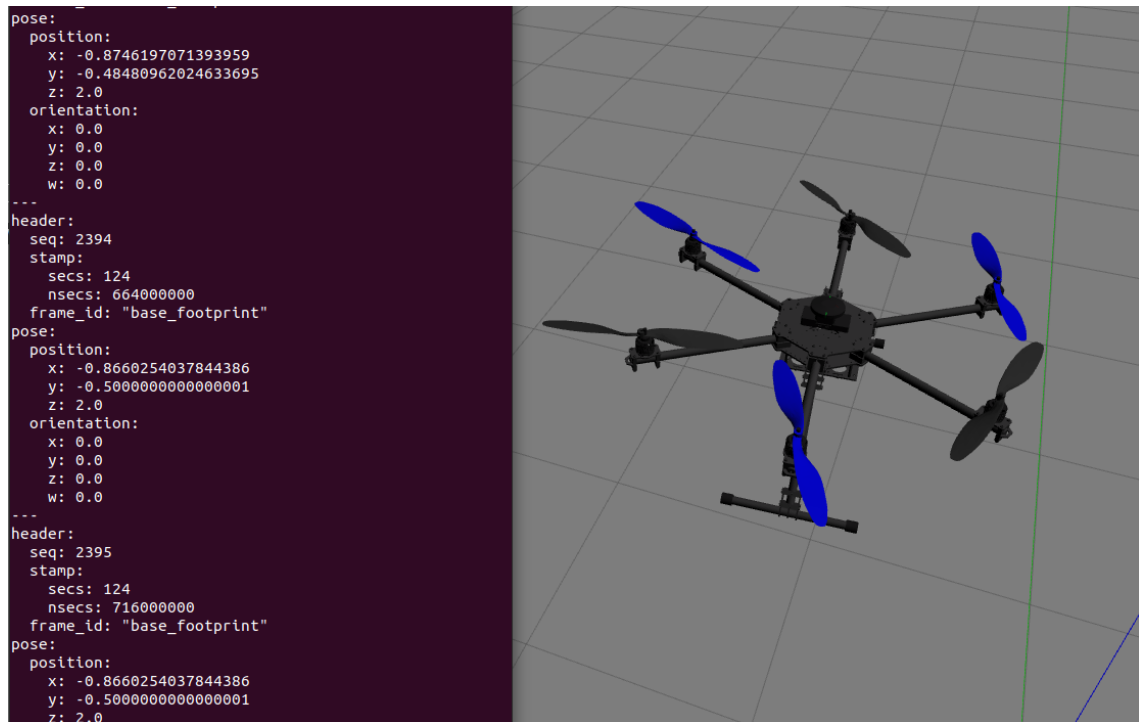 pose:
  position:
    x: -0.8746197071393959
    y: -0.48480962024633695
    z: 2.0
  orientation:
    x: 0.0
    y: 0.0
    z: 0.0
    w: 0.0
---
header:
  seq: 2394
  stamp:
    secs: 124
    nsecs: 664000000
  frame_id: "base_footprint"
pose:
  position:
    x: -0.8660254037844386
    y: -0.5000000000000001
    z: 2.0
  orientation:
    x: 0.0
    y: 0.0
    z: 0.0
    w: 0.0
---
header:
  seq: 2395
  stamp:
    secs: 124
    nsecs: 716000000
  frame_id: "base_footprint"
pose:
  position:
    x: -0.8660254037844386
    y: -0.5000000000000001
    z: 2.0